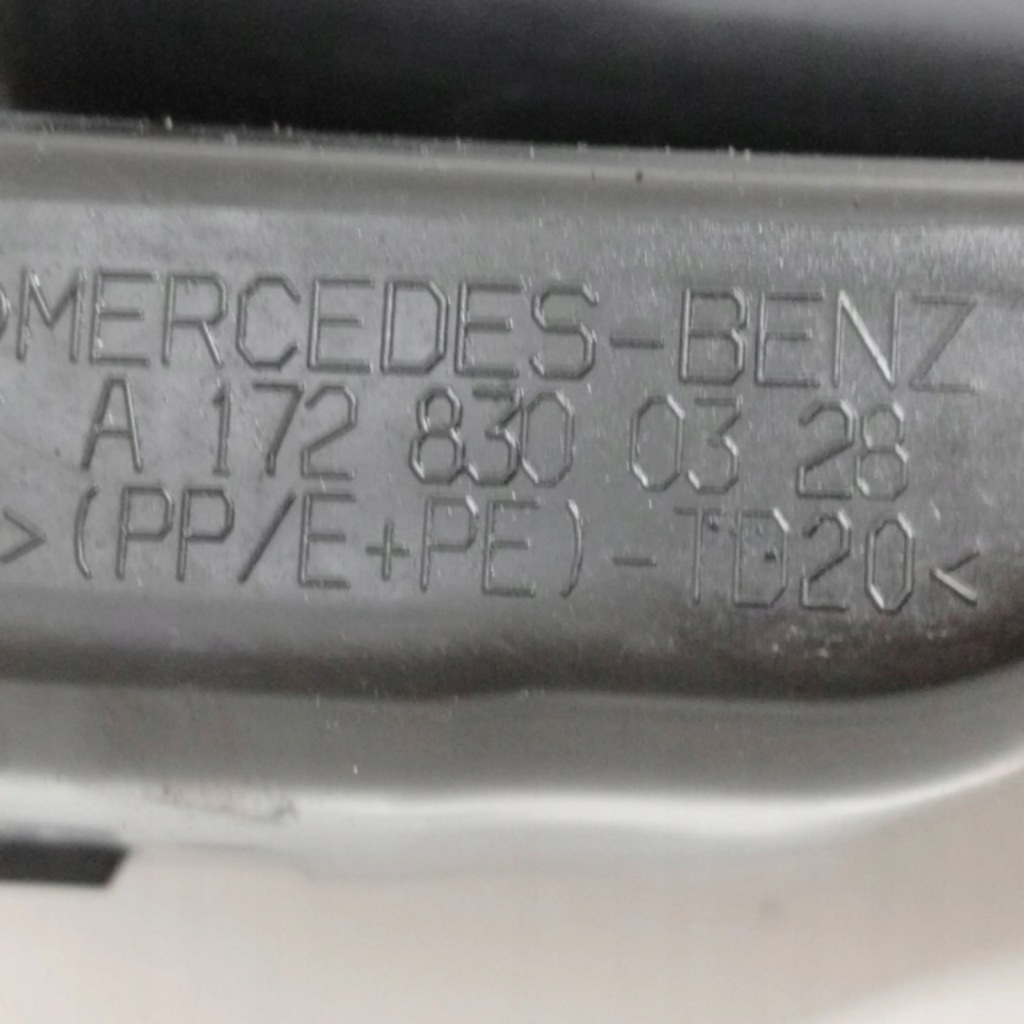 MERCEDES-BENZ
A 172 830 03 28
>(PP/E+PE)-TD20<